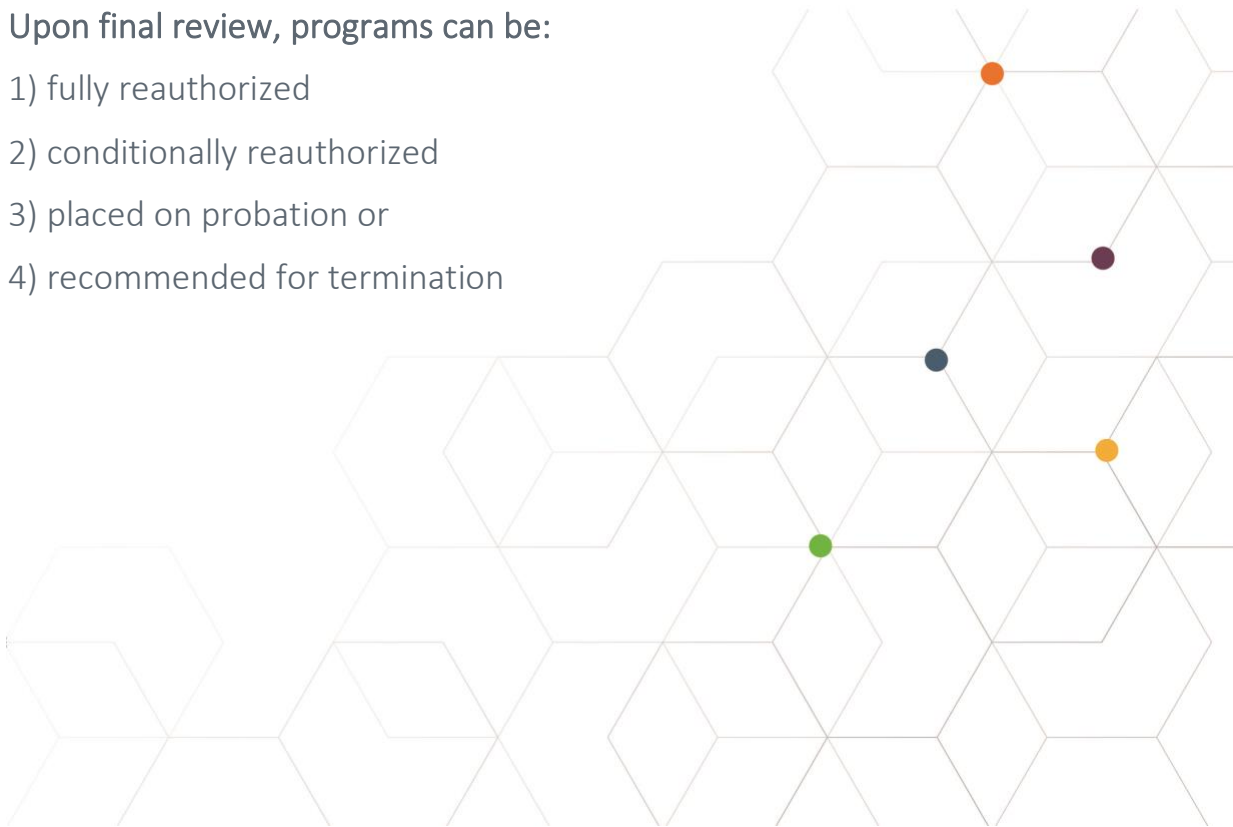 Upon final review, programs can be:
1) fully reauthorized
2) conditionally reauthorized
3) placed on probation or
4) recommended for termination